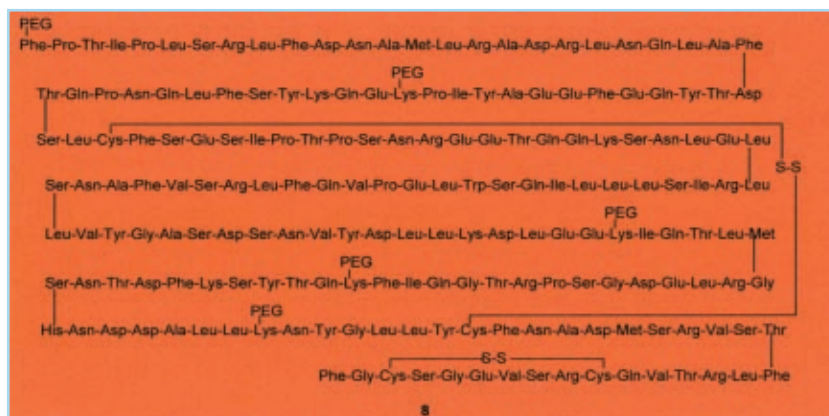 PEG
Phe-Pro-Thr-Ile-Pro-Leu-Ser-Arg-Leu-Phe-Asp-Asn-Ala-Met-Leu-Arg-Ala-Asp-Arg-Leu-Asn-Gln-Leu-Ala-Phe
PEG
Thr-Gln-Pro-Asn-Gln-Leu-Phe-Ser-Tyr-Lys-Gln-Glu-Lys-Pro-Ile-Tyr-Ala-Glu-Glu-Phe-Glu-Gln-Tyr-Thr-Asp
Ser-Leu-Cys-Phe-Ser-Glu-Ser-Ile-Pro-Thr-Pro-Ser-Asn-Arg-Glu-Glu-Thr-Gln-Gln-Lys-Ser-Asn-Leu-Glu-Leu
S-S
Ser-Asn-Ala-Phe-Val-Ser-Arg-Leu-Phe-Gln-Val-Pro-Glu-Leu-Trp-Ser-Gln-Ile-Leu-Leu-Leu-Ser-Ile-Arg-Leu
PEG
Leu-Val-Tyr-Gly-Ala-Ser-Asp-Ser-Asn-Val-Tyr-Asp-Leu-Leu-Lys-Asp-Leu-Glu-Glu-Lys-Ile-Gln-Thr-Leu-Met
PEG
Ser-Asn-Thr-Asp-Phe-Lys-Ser-Tyr-Thr-Gln-Lys-Phe-Ile-Gln-Gly-Thr-Arg-Pro-Ser-Gly-Asp-Glu-Leu-Arg-Gly
PEG
His-Asn-Asp-Asp-Ala-Leu-Leu-Lys-Asn-Tyr-Gly-Leu-Leu-Tyr-Cys-Phe-Asn-Ala-Asp-Met-Ser-Arg-Val-Ser-Thr
S-S
Phe-Gly-Cys-Ser-Gly-Glu-Val-Ser-Arg-Cys-Gln-Val-Thr-Arg-Leu-Phe
8